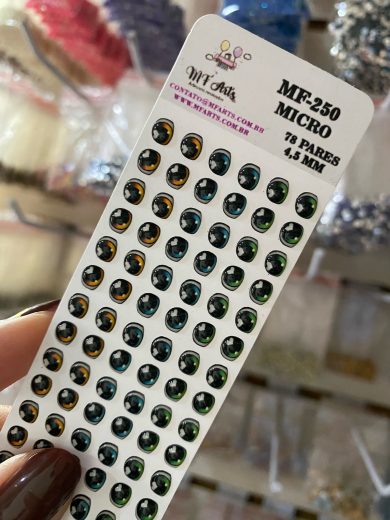 MF Arts
CONTATO@MFARTS.COM.BR
WWW.MFARTS.COM.BR
MF-250
MICRO
78 PARES
4,5 MM